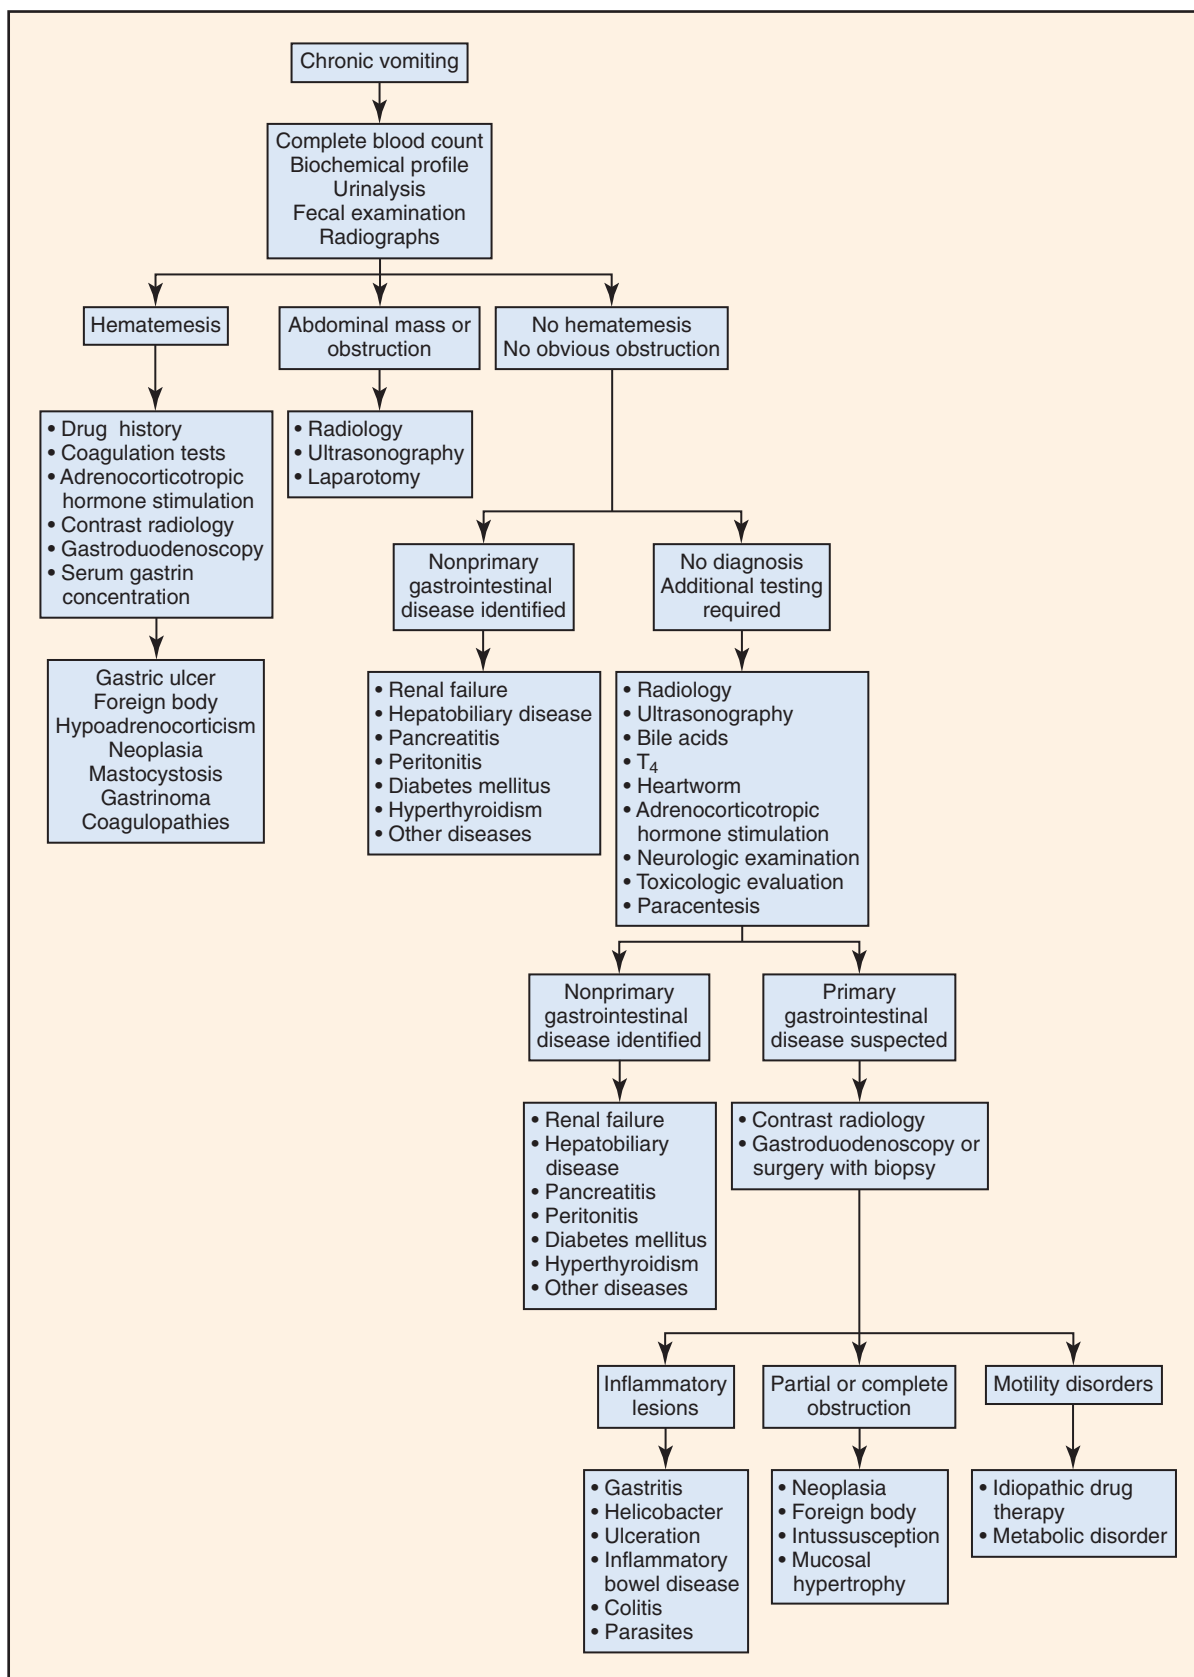 Chronic vomiting
Complete blood count
Biochemical profile
Urinalysis
Fecal examination
Radiographs
Hematemesis
Abdominal mass or
obstruction
No hematemesis
No obvious obstruction
• Drug history
• Coagulation tests
• Adrenocorticotropic
hormone stimulation
• Contrast radiology
• Gastroduodenoscopy
• Serum gastrin
concentration
• Radiology
• Ultrasonography
• Laparotomy
Nonprimary
gastrointestinal
disease identified
No diagnosis
Additional testing
required
Gastric ulcer
Foreign body
Hypoadrenocorticism
Neoplasia
Mastocystosis
Gastrinoma
Coagulopathies
• Renal failure
• Hepatobiliary disease
• Pancreatitis
• Peritonitis
• Diabetes mellitus
• Hyperthyroidism
• Other diseases
• Radiology
• Ultrasonography
• Bile acids
• T4
• Heartworm
• Adrenocorticotropic
hormone stimulation
• Neurologic examination
• Toxicologic evaluation
• Paracentesis
Nonprimary
gastrointestinal
disease identified
Primary
gastrointestinal
disease suspected
• Renal failure
• Hepatobiliary
disease
• Pancreatitis
• Peritonitis
• Diabetes mellitus
• Hyperthyroidism
• Other diseases
• Contrast radiology
• Gastroduodenoscopy or
surgery with biopsy
Inflammatory
lesions
Partial or complete
obstruction
Motility disorders
• Gastritis
• Helicobacter
• Ulceration
• Inflammatory
bowel disease
• Colitis
• Parasites
• Neoplasia
• Foreign body
• Intussusception
• Mucosal
hypertrophy
• Idiopathic drug
therapy
• Metabolic disorder